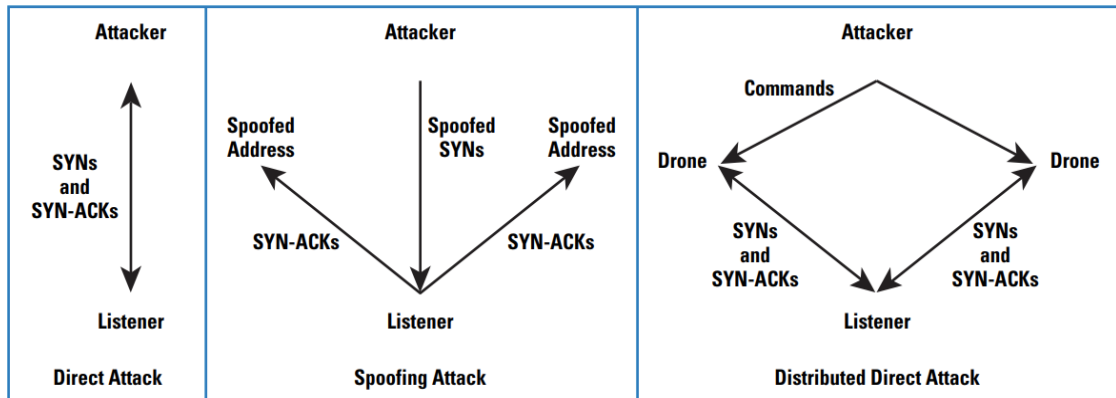 Attacker
SYNs
and
SYN-ACKs
Listener
Direct Attack
Attacker
Spoofed
Address
Spoofed
SYNs
Spoofed
Address
SYN-ACKs
SYN-ACKs
Listener
Spoofing Attack
Attacker
Commands
Drone
Drone
SYNs
and
SYN-ACKs
SYNs
and
SYN-ACKs
Listener
Distributed Direct Attack